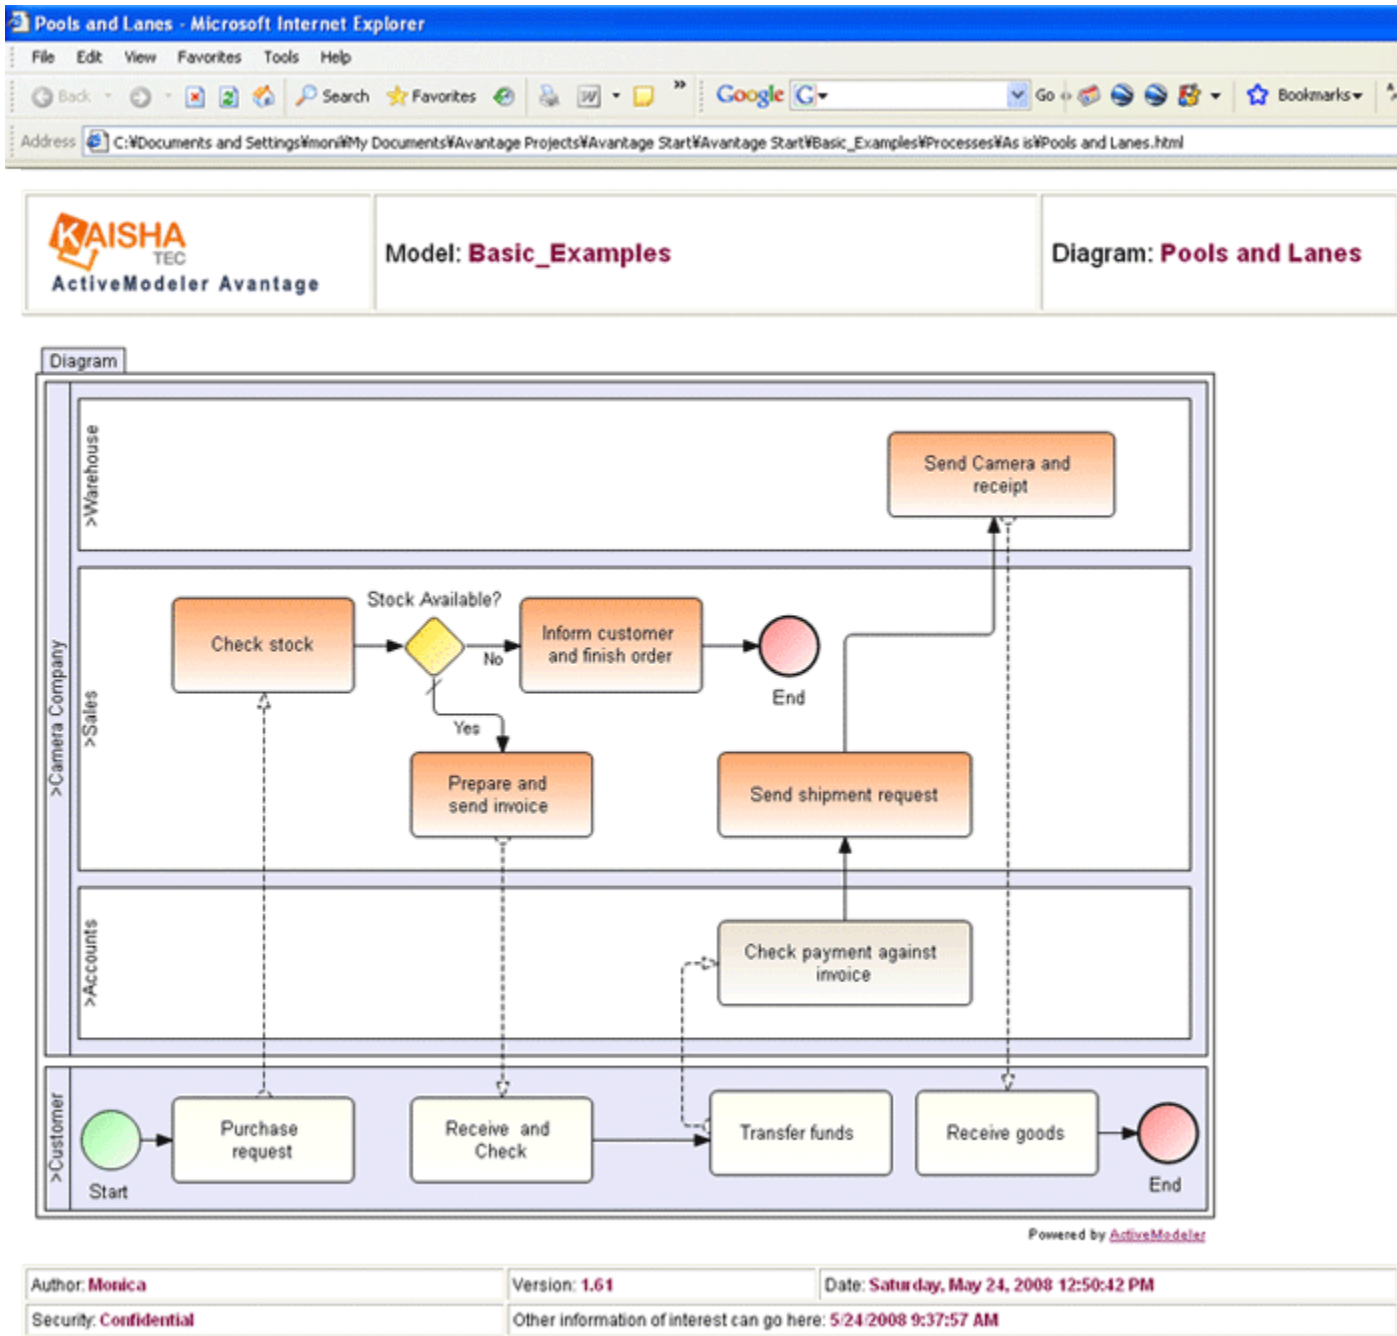 Pools and Lanes - Microsoft Internet Explorer
File Edit View Favorites Tools Help
Back Search Favorites W » Google G Go Bookmarks
Address C:¥Documents and Settings¥moni¥My Documents¥Avantage Projects¥Avantage Start¥Avantage Start¥Basic_Examples¥Processes¥As is¥Pools and Lanes.html
KAISHA
TEC
ActiveModeler Avantage
Model: Basic_Examples
Diagram: Pools and Lanes
Diagram
>Camera Company
>Warehouse
Send Camera and
receipt
>Sales
Check stock
Stock Available?
No
Yes
Inform customer
and finish order
End
Prepare and
send invoice
Send shipment request
>Accounts
Check payment against
invoice
>Customer
Start
Purchase
request
Receive and
Check
Transfer funds
Receive goods
End
Powered by ActiveModeler
Author: Monica
Version: 1.61
Date: Saturday, May 24, 2008 12:50:42 PM
Security: Confidential
Other information of interest can go here: 5/24/2008 9:37:57 AM